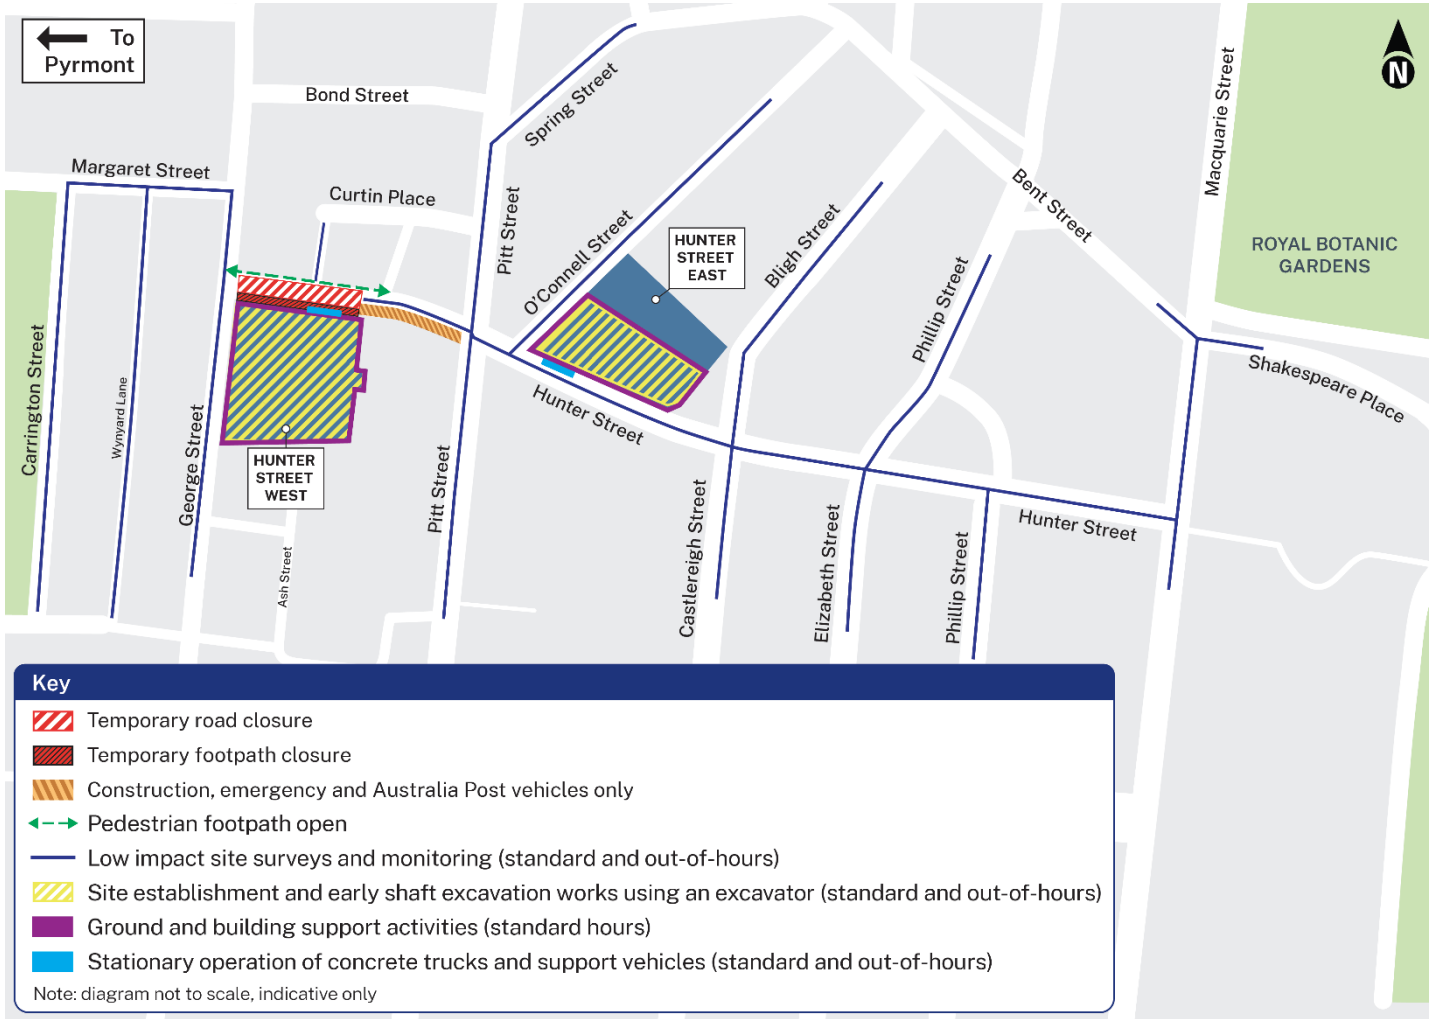 To
Pyrmont
N
Bond Street
Spring Street
Macquarie Street
Margaret Street
Curtin Place
Pitt Street
O'Connell Street
HUNTER
STREET
EAST
Bligh Street
Bent Street
ROYAL BOTANIC
GARDENS
Phillip Street
Carrington Street
Wynyard Lane
George Street
HUNTER
STREET
WEST
Hunter Street
Shakespeare Place
Pitt Street
Ash Street
Castlereigh Street
Elizabeth Street
Phillip Street
Hunter Street
Key
Temporary road closure
Temporary footpath closure
Construction, emergency and Australia Post vehicles only
Pedestrian footpath open
Low impact site surveys and monitoring (standard and out-of-hours)
Site establishment and early shaft excavation works using an excavator (standard and out-of-hours)
Ground and building support activities (standard hours)
Stationary operation of concrete trucks and support vehicles (standard and out-of-hours)
Note: diagram not to scale, indicative only